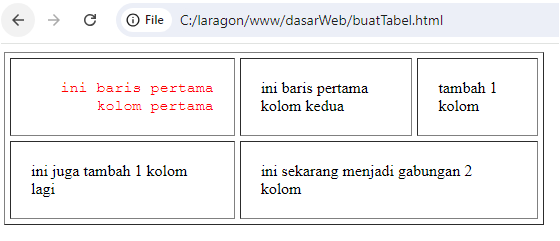 File C:/laragon/www/dasarWeb/buatTabel.html
ini baris pertama
kolom pertama
ini baris pertama
kolom kedua
tambah 1
kolom
ini juga tambah 1 kolom
lagi
ini sekarang menjadi gabungan 2
kolom